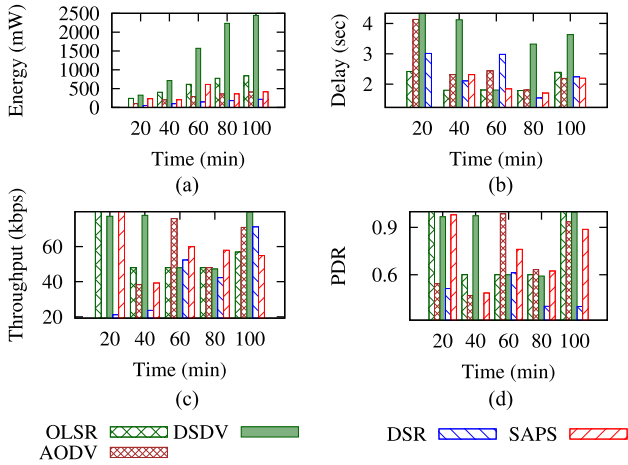 Energy (mW)
2500
2000
1500
1000
500
0
20 40 60 80 100
Time (min)
(a)
Delay (sec)
4
3
2
20 40 60 80 100
Time (min)
(b)
Throughput (kbps)
60
40
20
20 40 60 80 100
Time (min)
(c)
PDR
0.9
0.6
20 40 60 80 100
Time (min)
(d)
OLSR DSDV
AODV
DSR SAPS